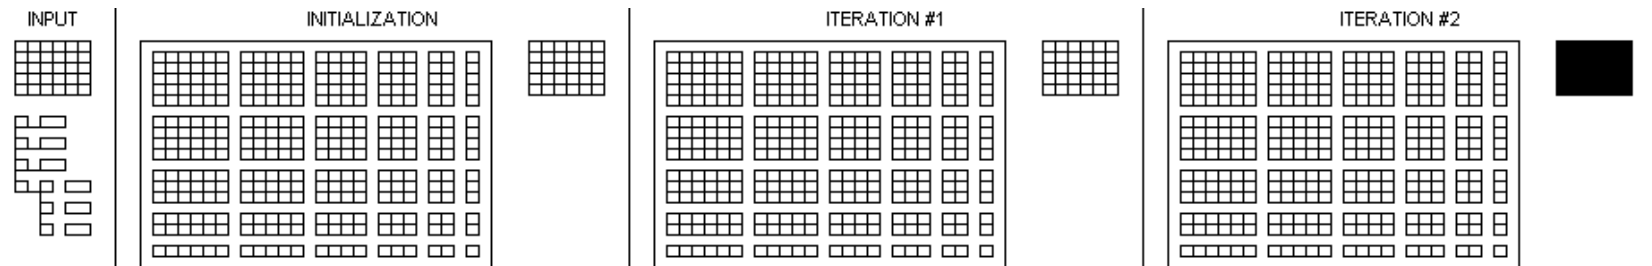 INPUT
INITIALIZATION
ITERATION #1
ITERATION #2